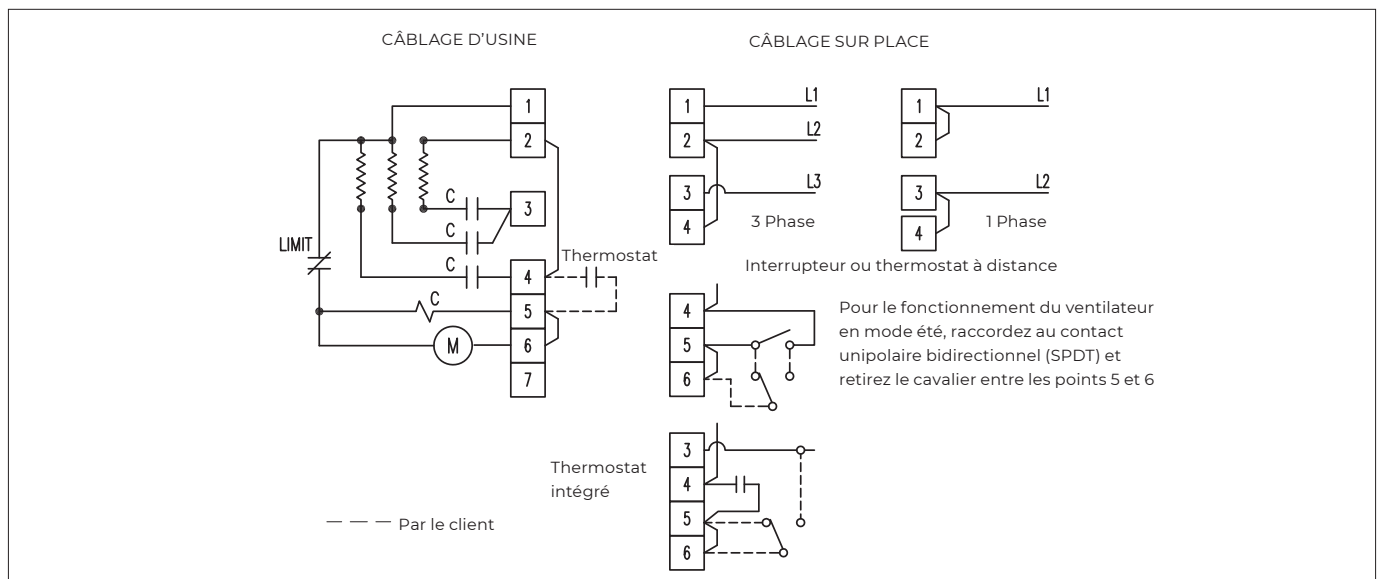 CÂBLAGE D'USINE
1
2
3
4
5
6
7
C
C
C
LIMIT
Thermostat
C
M
CÂBLAGE SUR PLACE
1
2
3
4
L1
L2
L3
3 Phase
1
2
3
4
L1
L2
1 Phase
Interrupteur ou thermostat à distance
4
5
6
Pour le fonctionnement du ventilateur
en mode été, raccordez au contact
unipolaire bidirectionnel (SPDT) et
retirez le cavalier entre les points 5 et 6
Thermostat
intégré
3
4
5
6
Par le client